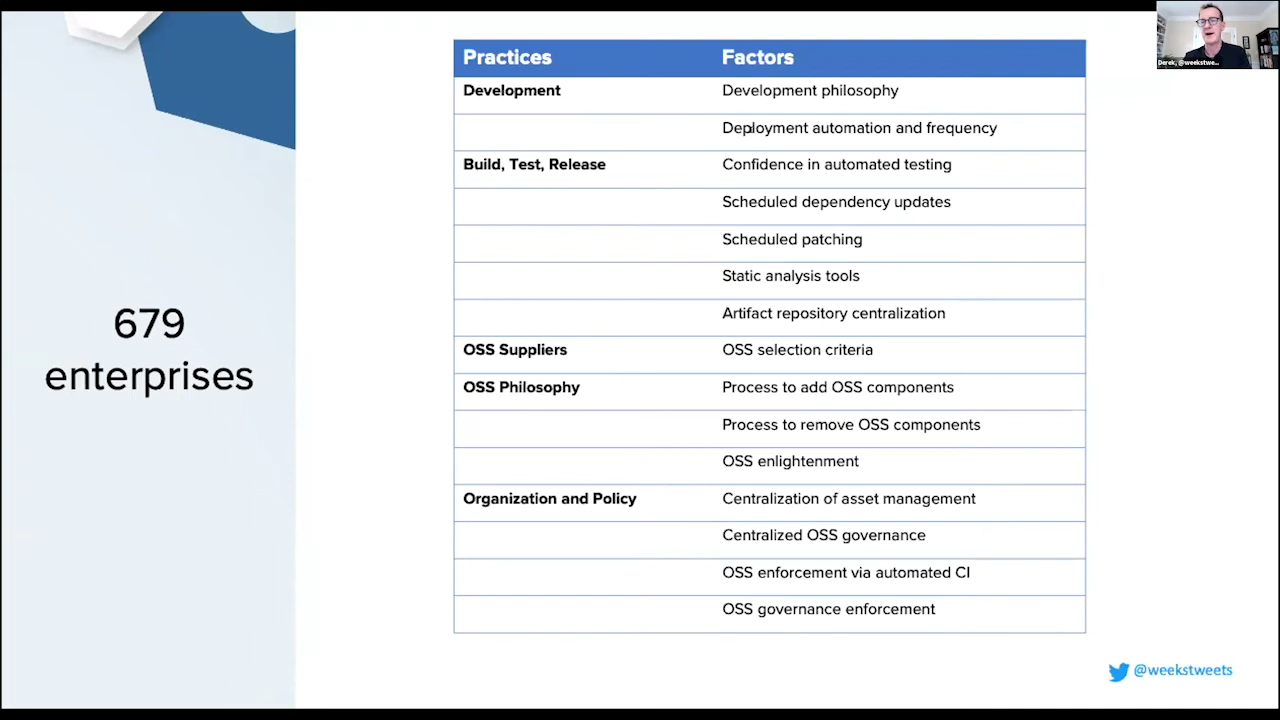 Derek, @weekstwe...
679
enterprises
Practices Factors
Development Development philosophy
Deployment automation and frequency
Build, Test, Release Confidence in automated testing
Scheduled dependency updates
Scheduled patching
Static analysis tools
Artifact repository centralization
OSS Suppliers OSS selection criteria
OSS Philosophy Process to add OSS components
Process to remove OSS components
OSS enlightenment
Organization and Policy Centralization of asset management
Centralized OSS governance
OSS enforcement via automated CI
OSS governance enforcement
@weekstweets